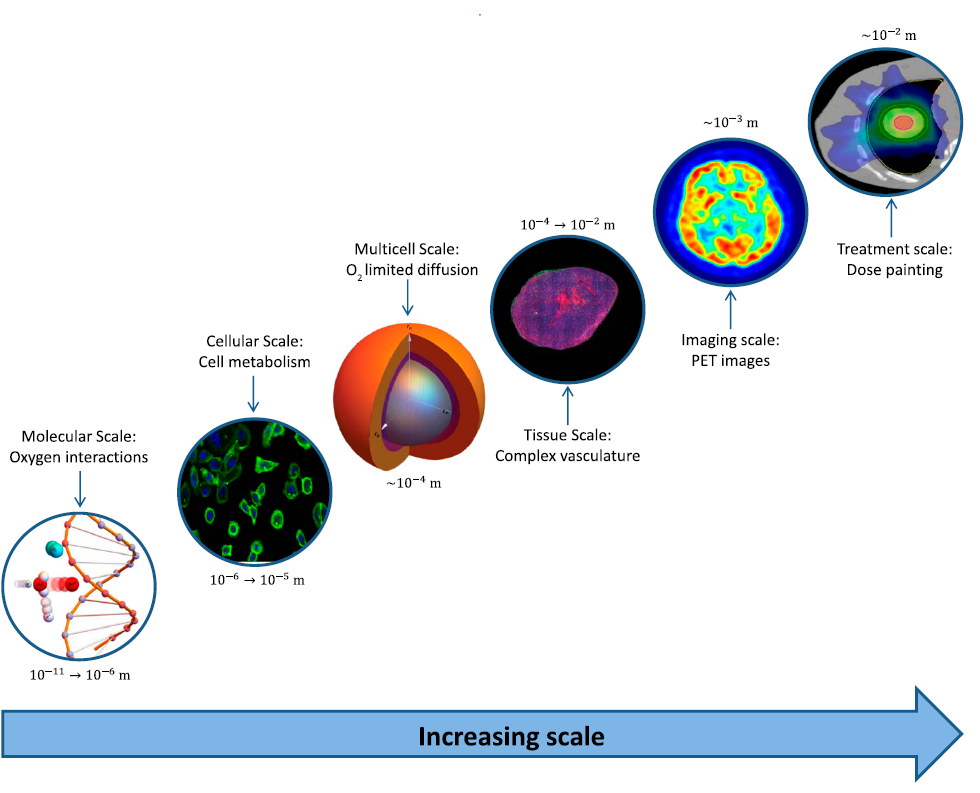 Molecular Scale:
Oxygen interactions
10⁻¹¹ → 10⁻⁶ m
Cellular Scale:
Cell metabolism
10⁻⁶ → 10⁻⁵ m
Multicell Scale:
O₂ limited diffusion
~10⁻⁴ m
10⁻⁴ → 10⁻² m
Tissue Scale:
Complex vasculature
~10⁻³ m
Imaging scale:
PET images
~10⁻² m
Treatment scale:
Dose painting
Increasing scale